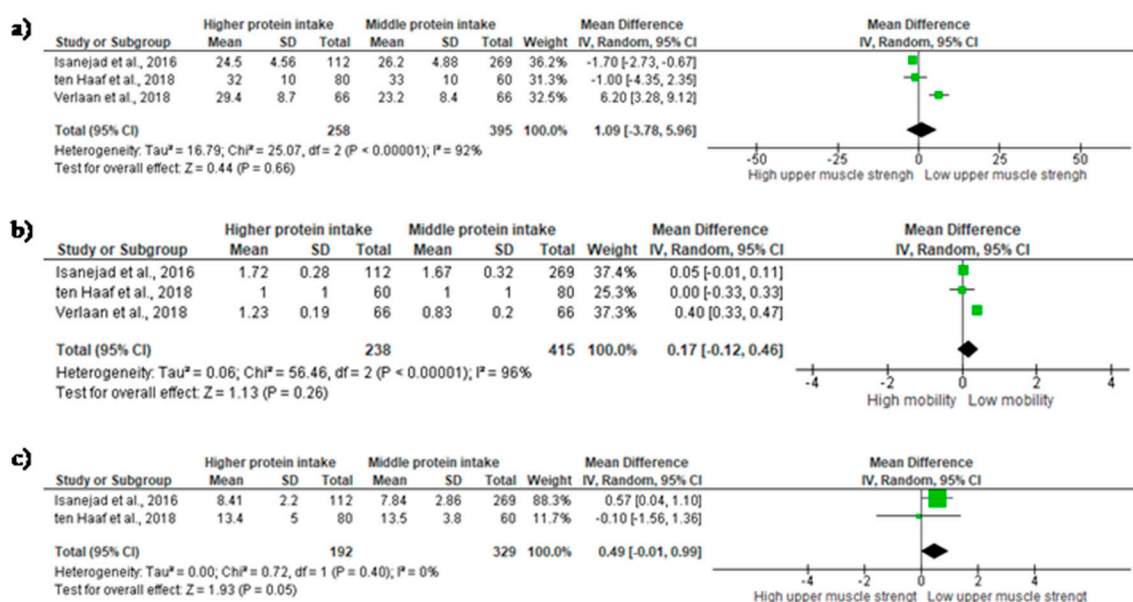 a)
Higher protein intake Middle protein intake Mean Difference Mean Difference
Study or Subgroup Mean SD Total Mean SD Total Weight IV, Random, 95% CI IV, Random, 95% CI
Isanejad et al., 2016 24.5 4.56 112 26.2 4.88 269 36.2% -1.70 [-2.73, -0.67]
ten Haaf et al., 2018 32 10 80 33 10 60 31.3% -1.00 [-4.35, 2.35]
Verlaan et al., 2018 29.4 8.7 66 23.2 8.4 66 32.5% 6.20 [3.28, 9.12]
Total (95% CI) 258 395 100.0% 1.09 [-3.78, 5.96]
Heterogeneity: Tau² = 16.79; Chi² = 25.07, df = 2 (P < 0.00001); I² = 92%
Test for overall effect: Z = 0.44 (P = 0.66)
-50 -25 0 25 50
High upper muscle strengh Low upper muscle strengh
b)
Higher protein intake Middle protein intake Mean Difference Mean Difference
Study or Subgroup Mean SD Total Mean SD Total Weight IV, Random, 95% CI IV, Random, 95% CI
Isanejad et al., 2016 1.72 0.28 112 1.67 0.32 269 37.4% 0.05 [-0.01, 0.11]
ten Haaf et al., 2018 1 1 60 1 1 80 25.3% 0.00 [-0.33, 0.33]
Verlaan et al., 2018 1.23 0.19 66 0.83 0.2 66 37.3% 0.40 [0.33, 0.47]
Total (95% CI) 238 415 100.0% 0.17 [-0.12, 0.46]
Heterogeneity: Tau² = 0.06; Chi² = 56.46, df = 2 (P < 0.00001); I² = 96%
Test for overall effect: Z = 1.13 (P = 0.26)
-4 -2 0 2 4
High mobility Low mobility
c)
Higher protein intake Middle protein intake Mean Difference Mean Difference
Study or Subgroup Mean SD Total Mean SD Total Weight IV, Random, 95% CI IV, Random, 95% CI
Isanejad et al., 2016 8.41 2.2 112 7.84 2.86 269 88.3% 0.57 [0.04, 1.10]
ten Haaf et al., 2018 13.4 5 80 13.5 3.8 60 11.7% -0.10 [-1.56, 1.36]
Total (95% CI) 192 329 100.0% 0.49 [-0.01, 0.99]
Heterogeneity: Tau² = 0.00; Chi² = 0.72, df = 1 (P = 0.40); I² = 0%
Test for overall effect: Z = 1.93 (P = 0.05)
-4 -2 0 2 4
High upper muscle strengt Low upper muscle strengt